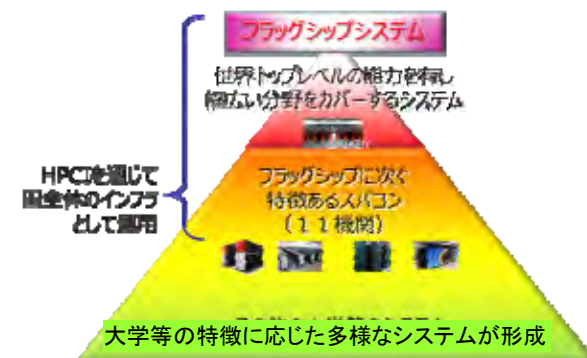 フラッグシップシステム
世界トップレベルの能力を有し
幅広い分野をカバーするシステム
HPCIを通じて
国全体のインフラ
として運用
フラッグシップに次ぐ
特徴あるスパコン
(11機関)
大学等の特徴に応じた多様なシステムが形成